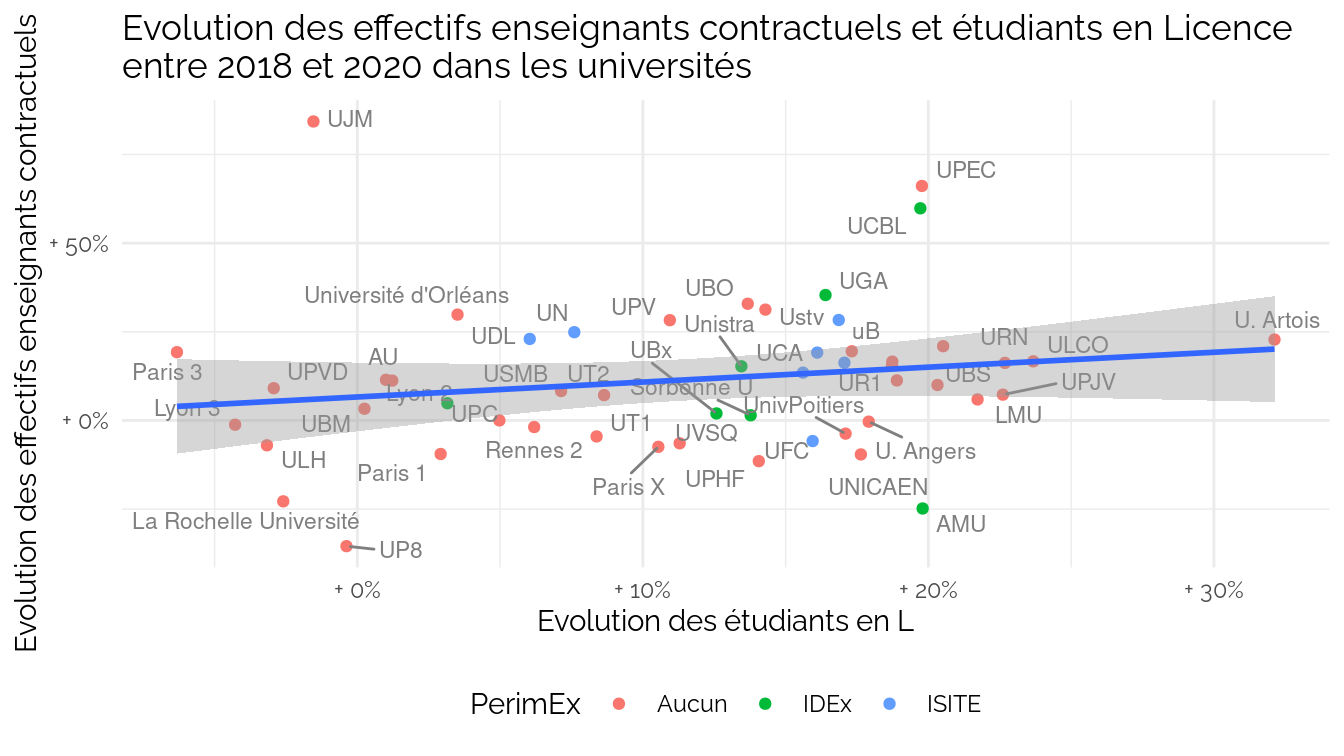 Evolution des effectifs enseignants contractuels et étudiants en Licence
entre 2018 et 2020 dans les universités
Evolution des effectifs enseignants contractuels
+ 50%
+ 0%
UJM
UPEC
UCBL
UGA
UBO
Université d'Orléans
UPV
UN
Ustv
Unistra
U. Artois
uB
UDL
URN
ULCO
UBx
UCA
AU
Paris 3
UPVD
USMB
UT2
UBS
UR1
UPJV
Sorbonne U
Lyon 2
UnivPoitiers
Lyon 3
UPC
LMU
UBM
UT1
UVSQ
Rennes 2
UFC
U. Angers
ULH
Paris 1
UPHF
Paris X
UNICAEN
La Rochelle Université
AMU
UP8
+ 0%
+ 10%
+ 20%
+ 30%
Evolution des étudiants en L
PerimEx
Aucun
IDEx
ISITE